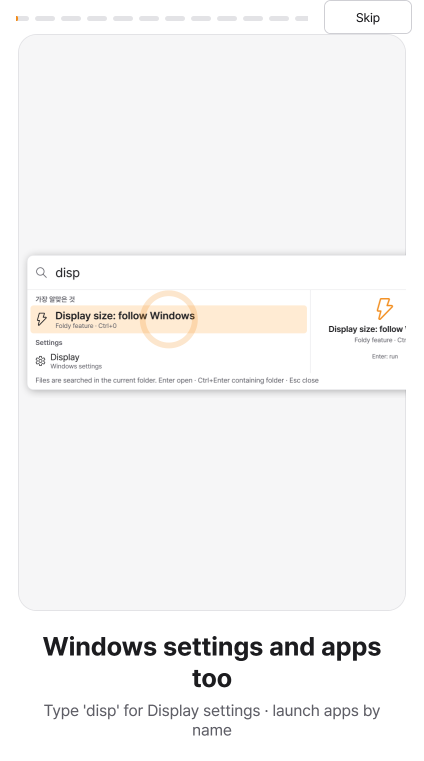 Skip
disp
가장 알맞은 것
Display size: follow Windows
Foldy feature · Ctrl+0
Settings
Display
Windows settings
Display size: follow
Foldy feature ·
Enter: run
Files are searched in the current folder. Enter open · Ctrl+Enter containing folder · Esc close
Windows settings and apps
too
Type 'disp' for Display settings · launch apps by
name